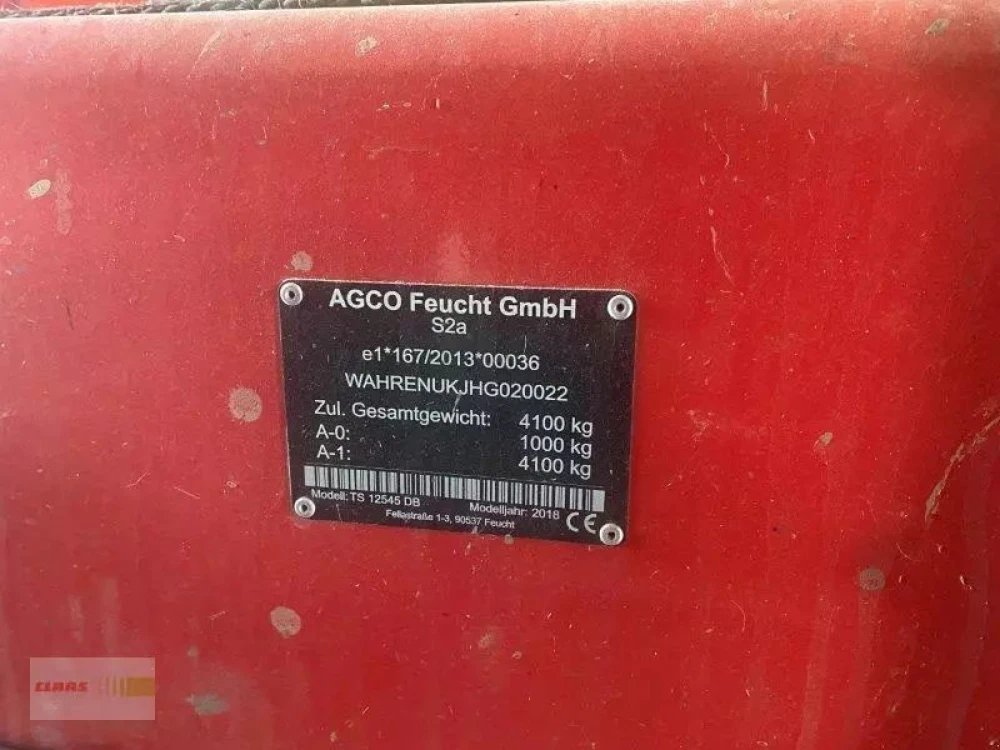 AGCO Feucht GmbH
S2a
e1*167/2013*00036
WAHRENUKJHG020022
Zul. Gesamtgewicht: 4100 kg
A-0: 1000 kg
A-1: 4100 kg
Modell: TS 12545 DB Modelljahr: 2018
Fellastraße 1-3, 90537 Feucht CE
CLAAS